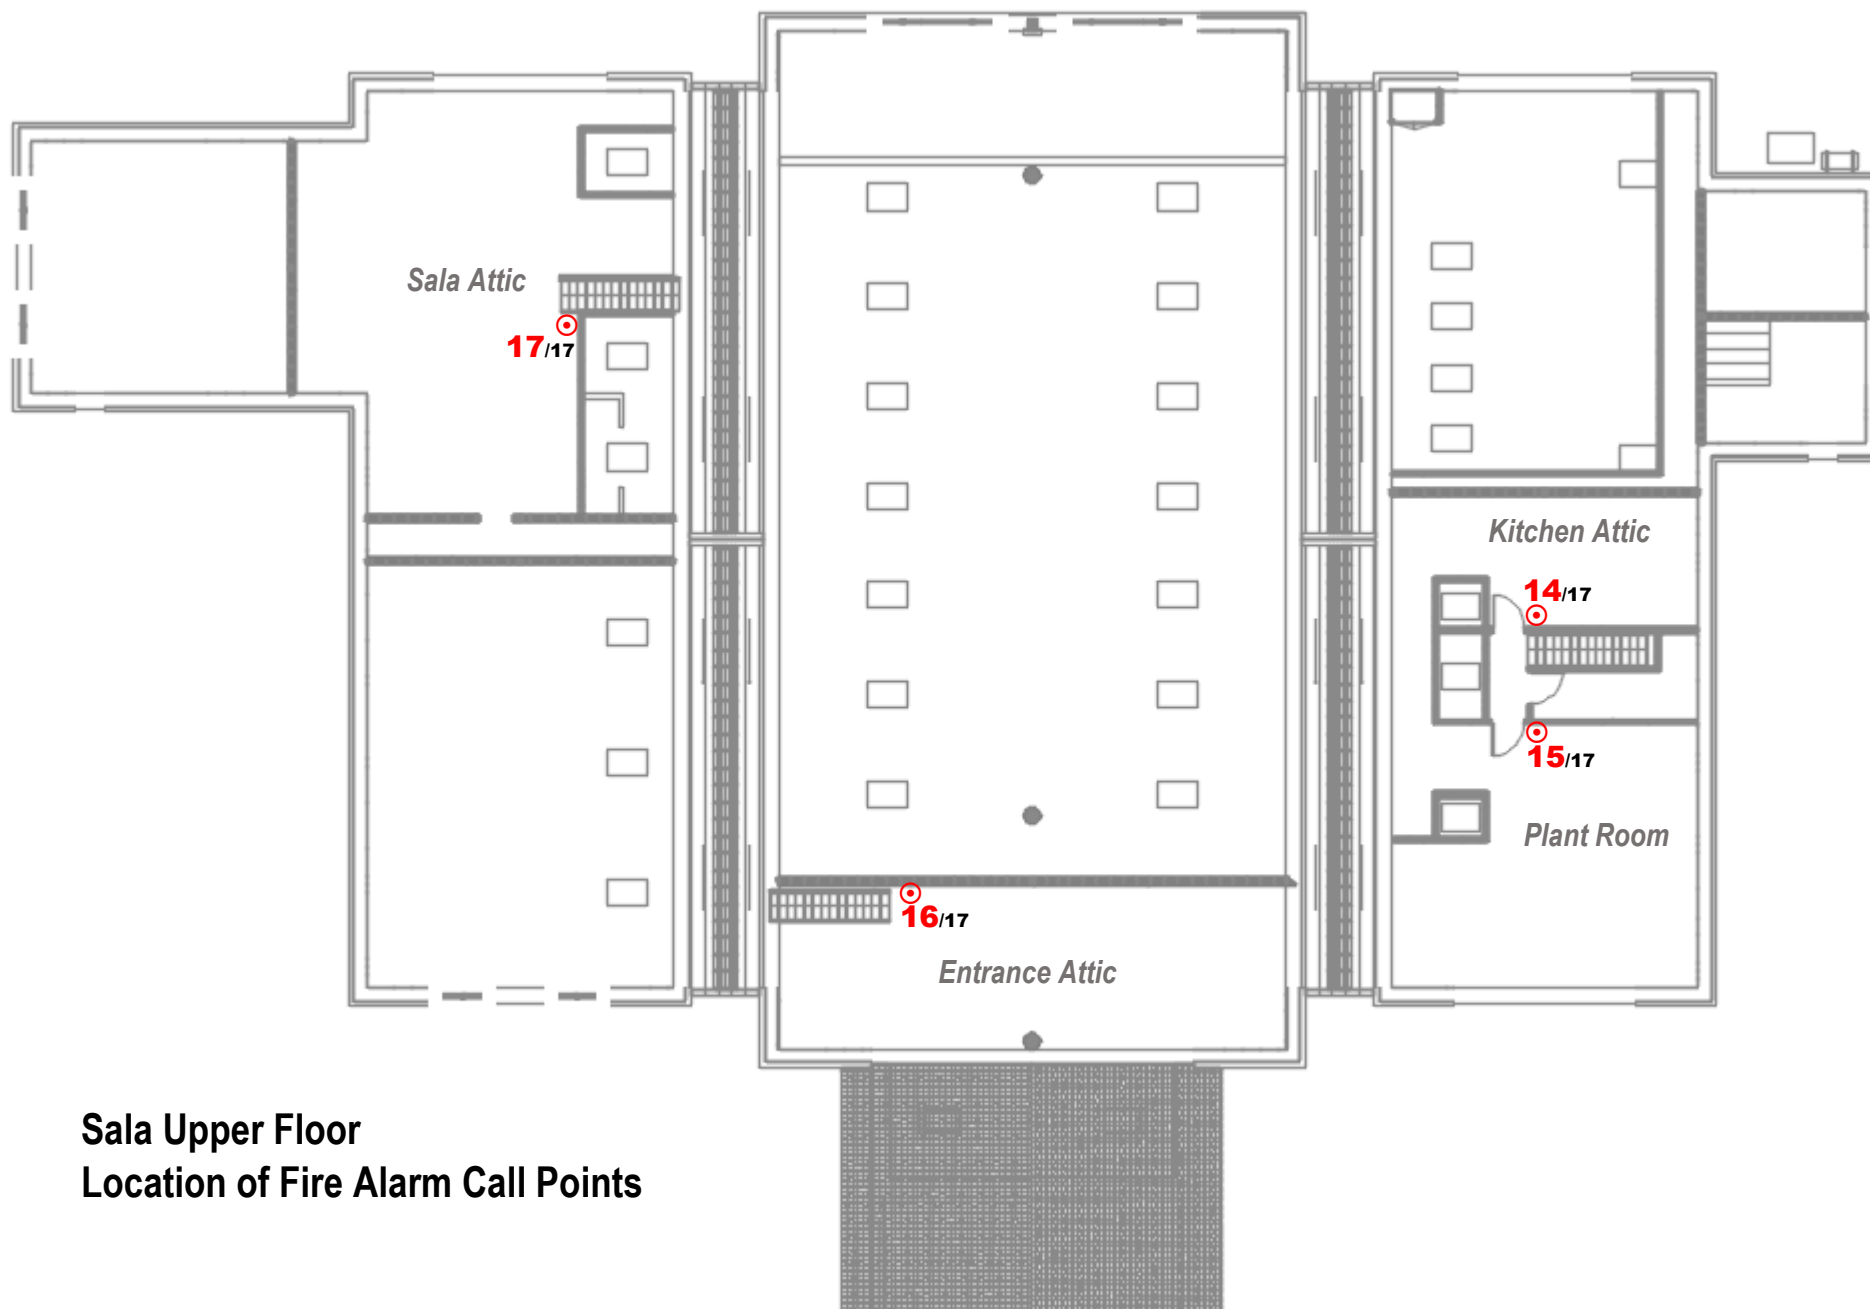 Sala Attic
17/17
Kitchen Attic
14/17
15/17
Plant Room
16/17
Entrance Attic
Sala Upper Floor
Location of Fire Alarm Call Points